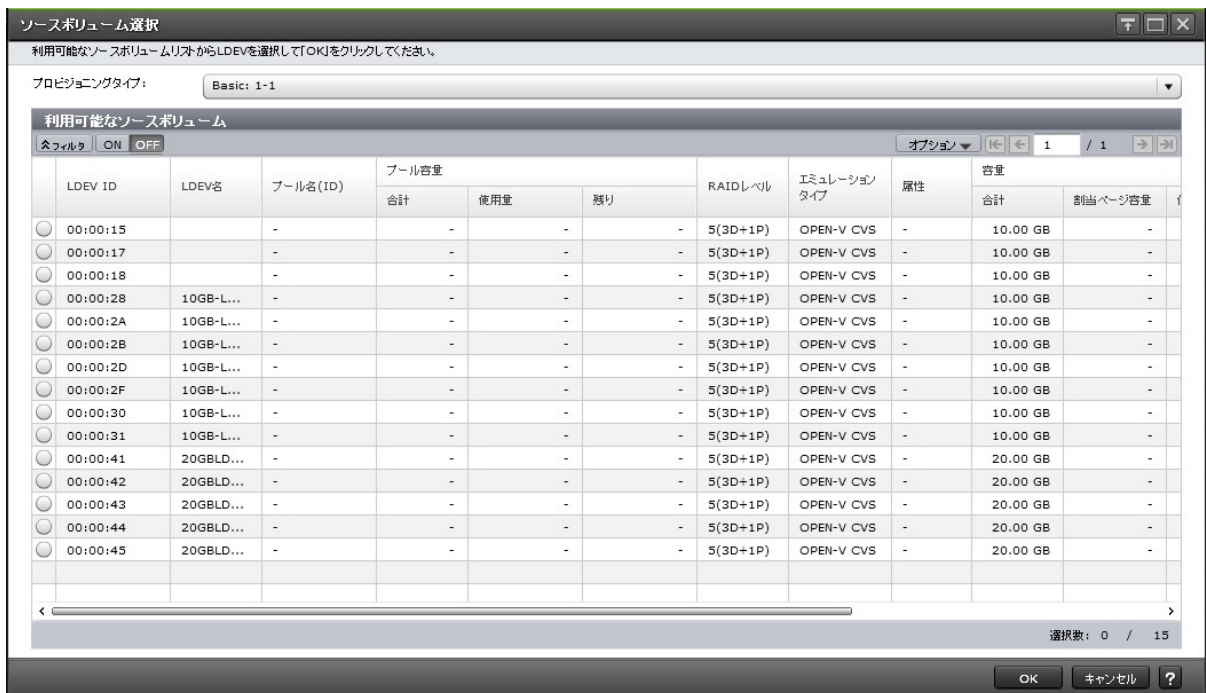 ソースボリューム選択
利用可能なソースボリュームリストからLDEVを選択して「OK」をクリックしてください。
プロビジョニングタイプ: Basic: 1-1
利用可能なソースボリューム
フィルタ ON OFF オプション 1 / 1
LDEV ID LDEV名 プール名(ID) プール容量 RAIDレベル エミュレーションタイプ 属性 容量
合計 使用量 残り 合計 割当ページ容量
00:00:15 - - - - 5(3D+1P) OPEN-V CVS - 10.00 GB -
00:00:17 - - - - 5(3D+1P) OPEN-V CVS - 10.00 GB -
00:00:18 - - - - 5(3D+1P) OPEN-V CVS - 10.00 GB -
00:00:28 10GB-L... - - - - 5(3D+1P) OPEN-V CVS - 10.00 GB -
00:00:2A 10GB-L... - - - - 5(3D+1P) OPEN-V CVS - 10.00 GB -
00:00:2B 10GB-L... - - - - 5(3D+1P) OPEN-V CVS - 10.00 GB -
00:00:2D 10GB-L... - - - - 5(3D+1P) OPEN-V CVS - 10.00 GB -
00:00:2F 10GB-L... - - - - 5(3D+1P) OPEN-V CVS - 10.00 GB -
00:00:30 10GB-L... - - - - 5(3D+1P) OPEN-V CVS - 10.00 GB -
00:00:31 10GB-L... - - - - 5(3D+1P) OPEN-V CVS - 10.00 GB -
00:00:41 20GBLD... - - - - 5(3D+1P) OPEN-V CVS - 20.00 GB -
00:00:42 20GBLD... - - - - 5(3D+1P) OPEN-V CVS - 20.00 GB -
00:00:43 20GBLD... - - - - 5(3D+1P) OPEN-V CVS - 20.00 GB -
00:00:44 20GBLD... - - - - 5(3D+1P) OPEN-V CVS - 20.00 GB -
00:00:45 20GBLD... - - - - 5(3D+1P) OPEN-V CVS - 20.00 GB -
選択数: 0 / 15
OK キャンセル ?